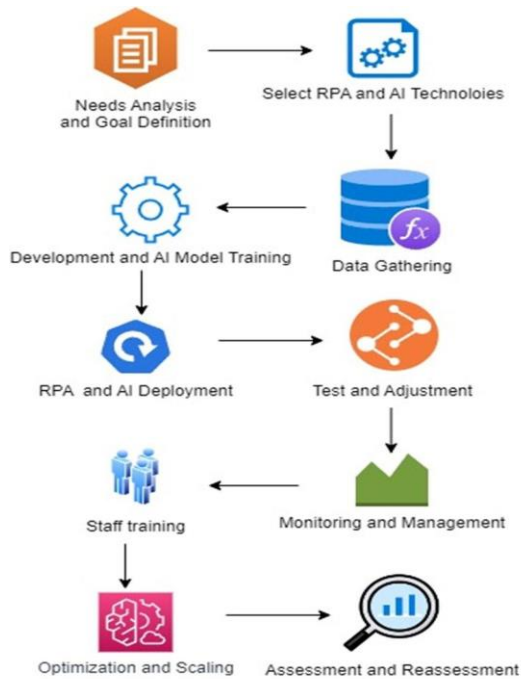 Needs Analysis
and Goal Definition
Select RPA and AI Technoloies
Data Gathering
fx
Development and AI Model Training
RPA and AI Deployment
Test and Adjustment
Monitoring and Management
Staff training
Optimization and Scaling
Assessment and Reassessment